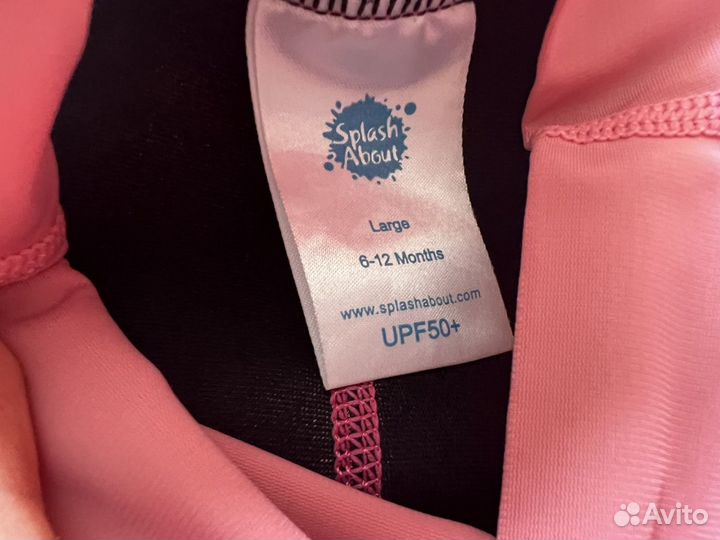 Splash
About
Large
6-12 Months
www.splashabout.com
UPF50+
Avito